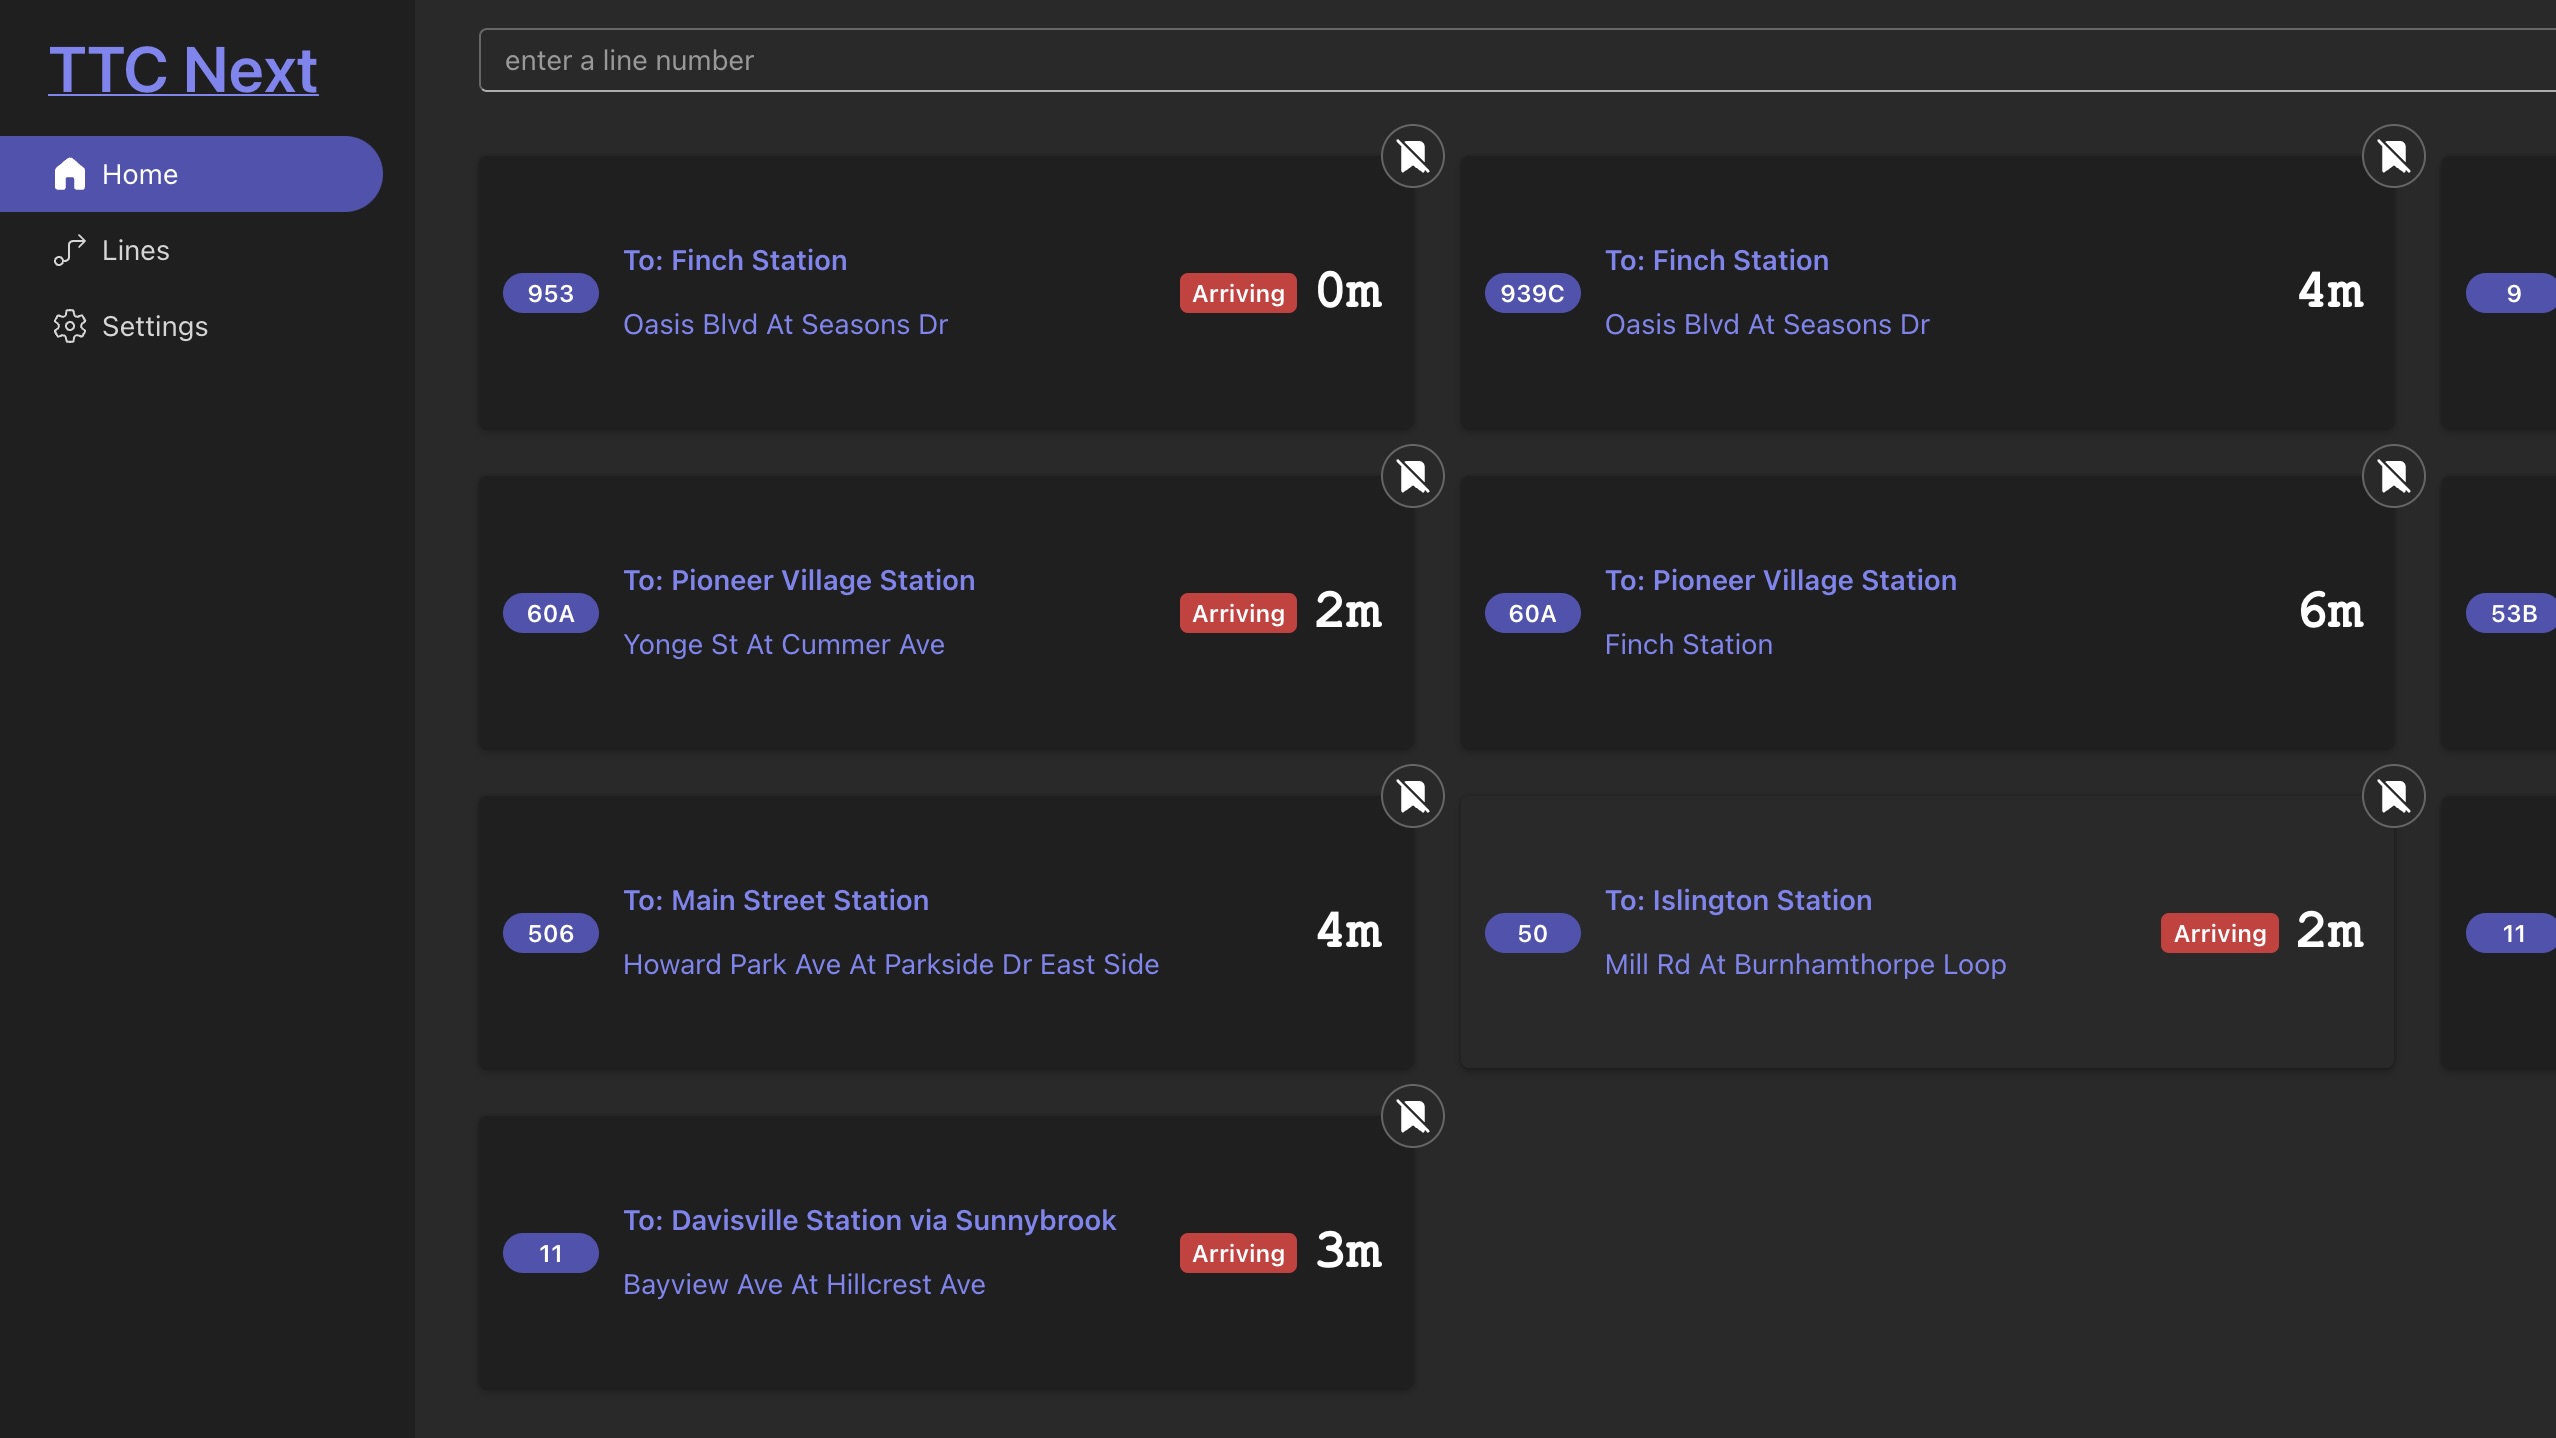 TTC Next
Home
Lines
Settings
enter a line number
953
To: Finch Station
Oasis Blvd At Seasons Dr
Arriving
0m
939C
To: Finch Station
Oasis Blvd At Seasons Dr
4m
9
60A
To: Pioneer Village Station
Yonge St At Cummer Ave
Arriving
2m
60A
To: Pioneer Village Station
Finch Station
6m
53B
506
To: Main Street Station
Howard Park Ave At Parkside Dr East Side
4m
50
To: Islington Station
Mill Rd At Burnhamthorpe Loop
Arriving
2m
11
11
To: Davisville Station via Sunnybrook
Bayview Ave At Hillcrest Ave
Arriving
3m